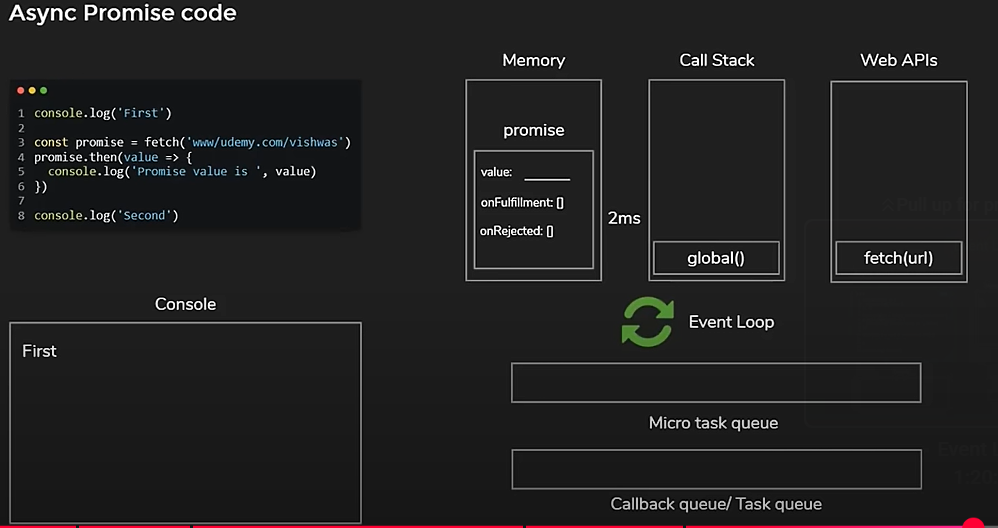 Async Promise code
1 console.log('First')
2
3 const promise = fetch('www/udemy.com/vishwas')
4 promise.then(value => {
5   console.log('Promise value is ', value)
6 })
7
8 console.log('Second')
Console
First
Memory
promise
value: ______
onFulfillment: []
onRejected: []
2ms
Call Stack
global()
Web APIs
fetch(url)
Event Loop
Micro task queue
Callback queue/ Task queue